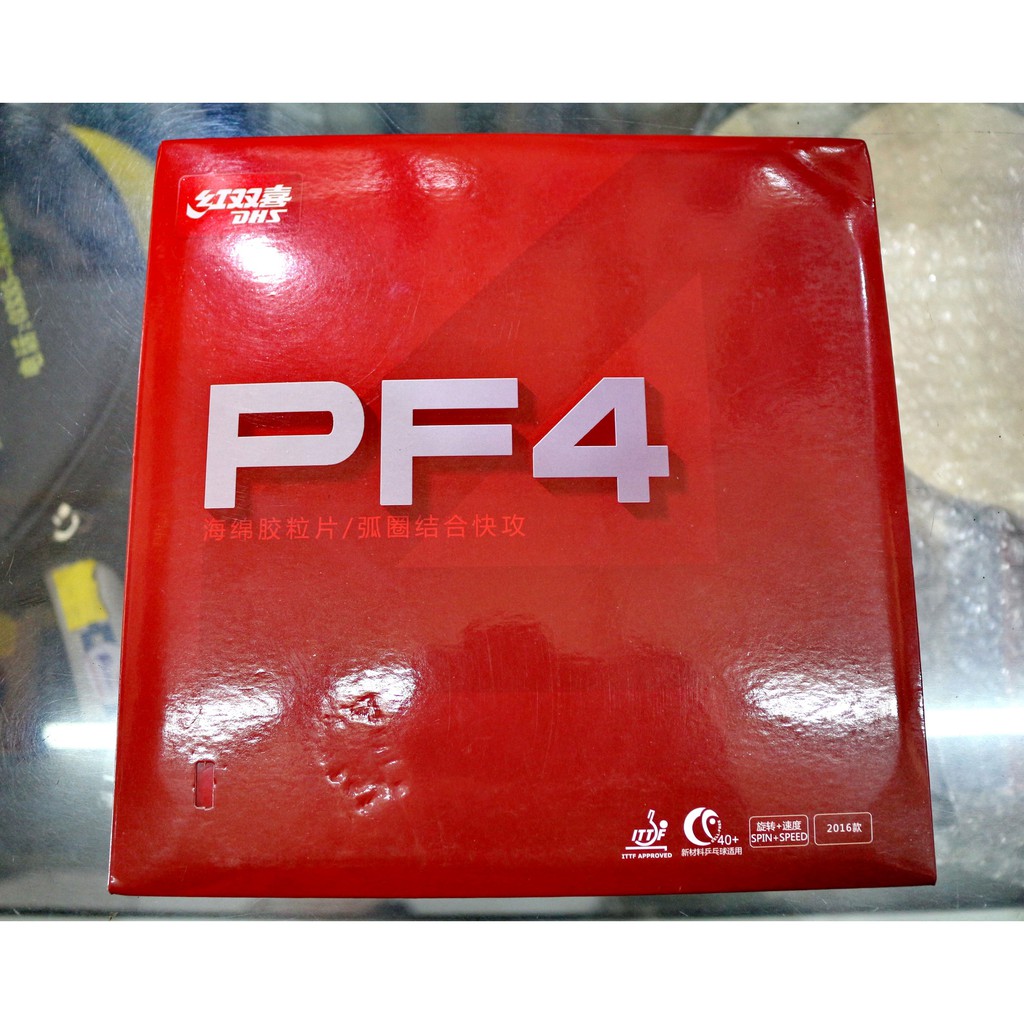 红双喜
DHS
PF4
海绵胶粒片/弧圈结合快攻
ITTF
ITTF APPROVED
40+
新材料乒乓球适用
旋转+速度
SPIN+SPEED
2016款